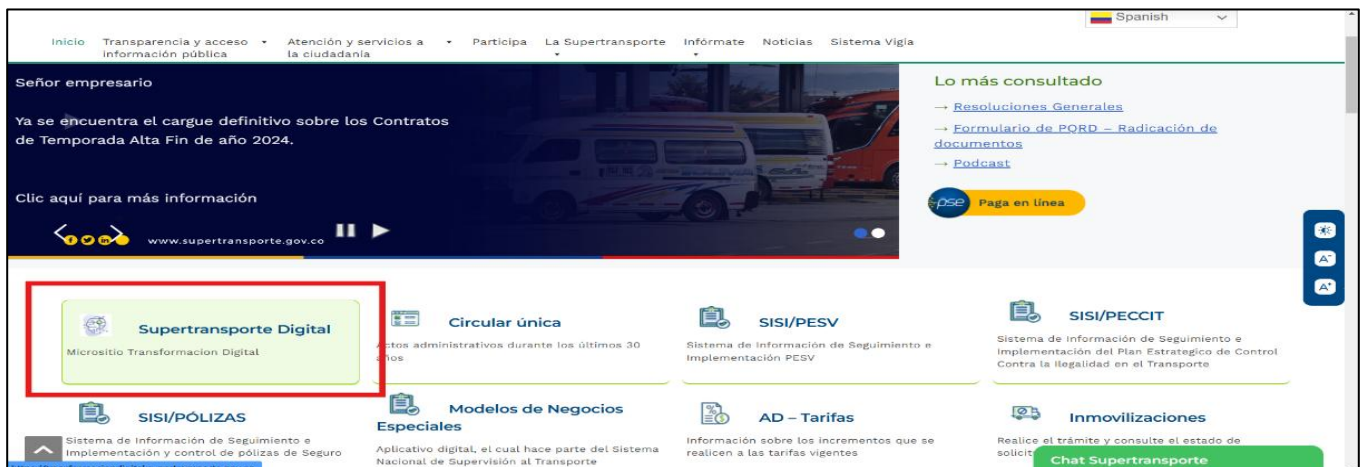 Spanish
Inicio
Transparencia y acceso
información pública
Atención y servicios a
la ciudadanía
Participa
La Supertransporte
Infórmate
Noticias
Sistema Vigía
Señor empresario
Ya se encuentra el cargue definitivo sobre los Contratos
de Temporada Alta Fin de año 2024.
Clic aquí para más información
www.supertransporte.gov.co
Lo más consultado
→ Resoluciones Generales
→ Formulario de PQRD – Radicación de
documentos
→ Podcast
pse Paga en línea
A-
A+
Supertransporte Digital
Micrositio Transformacion Digital
Circular única
Actos administrativos durante los últimos 30
años
SISI/PESV
Sistema de Información de Seguimiento e
Implementación PESV
SISI/PECCIT
Sistema de Información de Seguimiento e
Implementación del Plan Estrategico de Control
Contra la Ilegalidad en el Transporte
SISI/PÓLIZAS
Sistema de Información de Seguimiento e
Implementación y control de pólizas de Seguro
Modelos de Negocios
Especiales
Aplicativo digital, el cual hace parte del Sistema
Nacional de Supervisión al Transporte
AD – Tarifas
Información sobre los incrementos que se
realicen a las tarifas vigentes
Inmovilizaciones
Realice el trámite y consulte el estado de
Chat Supertransporte